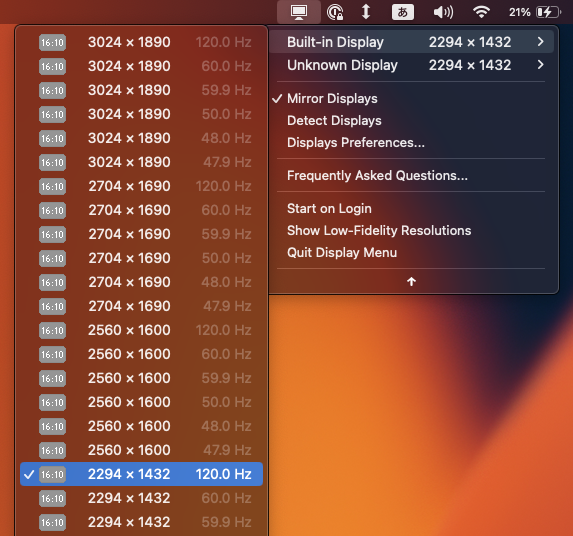 あ 21%
Built-in Display 2294 × 1432
Unknown Display 2294 × 1432
Mirror Displays
Detect Displays
Displays Preferences...
Frequently Asked Questions...
Start on Login
Show Low-Fidelity Resolutions
Quit Display Menu
16:10 3024 × 1890 120.0 Hz
16:10 3024 × 1890 60.0 Hz
16:10 3024 × 1890 59.9 Hz
16:10 3024 × 1890 50.0 Hz
16:10 3024 × 1890 48.0 Hz
16:10 3024 × 1890 47.9 Hz
16:10 2704 × 1690 120.0 Hz
16:10 2704 × 1690 60.0 Hz
16:10 2704 × 1690 59.9 Hz
16:10 2704 × 1690 50.0 Hz
16:10 2704 × 1690 48.0 Hz
16:10 2704 × 1690 47.9 Hz
16:10 2560 × 1600 120.0 Hz
16:10 2560 × 1600 60.0 Hz
16:10 2560 × 1600 59.9 Hz
16:10 2560 × 1600 50.0 Hz
16:10 2560 × 1600 48.0 Hz
16:10 2560 × 1600 47.9 Hz
16:10 2294 × 1432 120.0 Hz
16:10 2294 × 1432 60.0 Hz
16:10 2294 × 1432 59.9 Hz